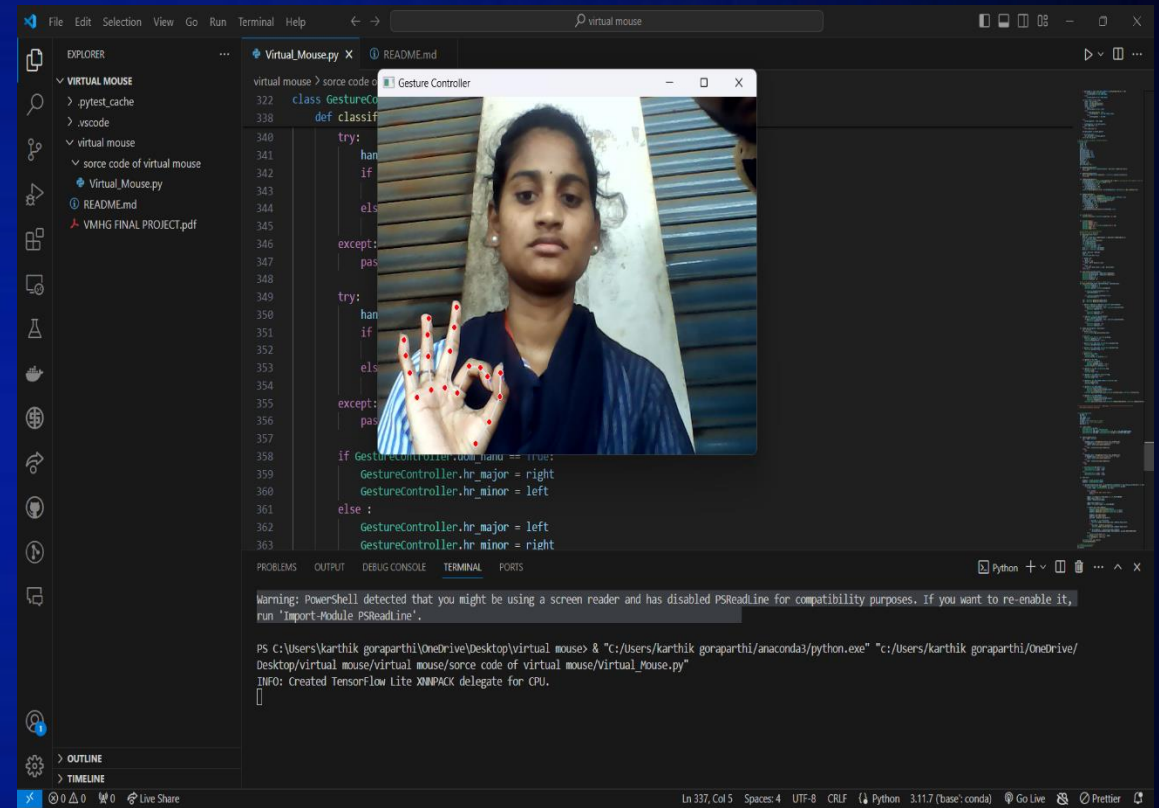 File Edit Selection View Go Run Terminal Help
virtual mouse
EXPLORER
VIRTUAL MOUSE
.pytest_cache
.vscode
virtual mouse
sorce code of virtual mouse
Virtual_Mouse.py
README.md
VMHG FINAL PROJECT.pdf
OUTLINE
TIMELINE
Virtual_Mouse.py X README.md
virtual mouse > sorce code o
Gesture Controller
322 class GestureCo
338 def classif
340 try:
341 han
342 if
343
344 els
345
346 except:
347 pas
348
349 try:
350 han
351 if
352
353 els
354
355 except:
356 pas
357
358 if GestureController.dom_hand == True:
359 GestureController.hr_major = right
360 GestureController.hr_minor = left
361 else :
362 GestureController.hr_major = left
363 GestureController.hr_minor = right
PROBLEMS OUTPUT DEBUG CONSOLE TERMINAL PORTS
Python
Warning: PowerShell detected that you might be using a screen reader and has disabled PSReadLine for compatibility purposes. If you want to re-enable it,
run 'Import-Module PSReadLine'.
PS C:\Users\karthik goraparthi\OneDrive\Desktop\virtual mouse> & "C:/Users/karthik goraparthi/anaconda3/python.exe" "c:/Users/karthik goraparthi/OneDrive/
Desktop/virtual mouse/virtual mouse/sorce code of virtual mouse/Virtual_Mouse.py"
INFO: Created TensorFlow Lite XNNPACK delegate for CPU.
1
0 0 0 Live Share
Ln 337, Col 5 Spaces: 4 UTF-8 CRLF Python 3.11.7 ('base': conda) Go Live Prettier